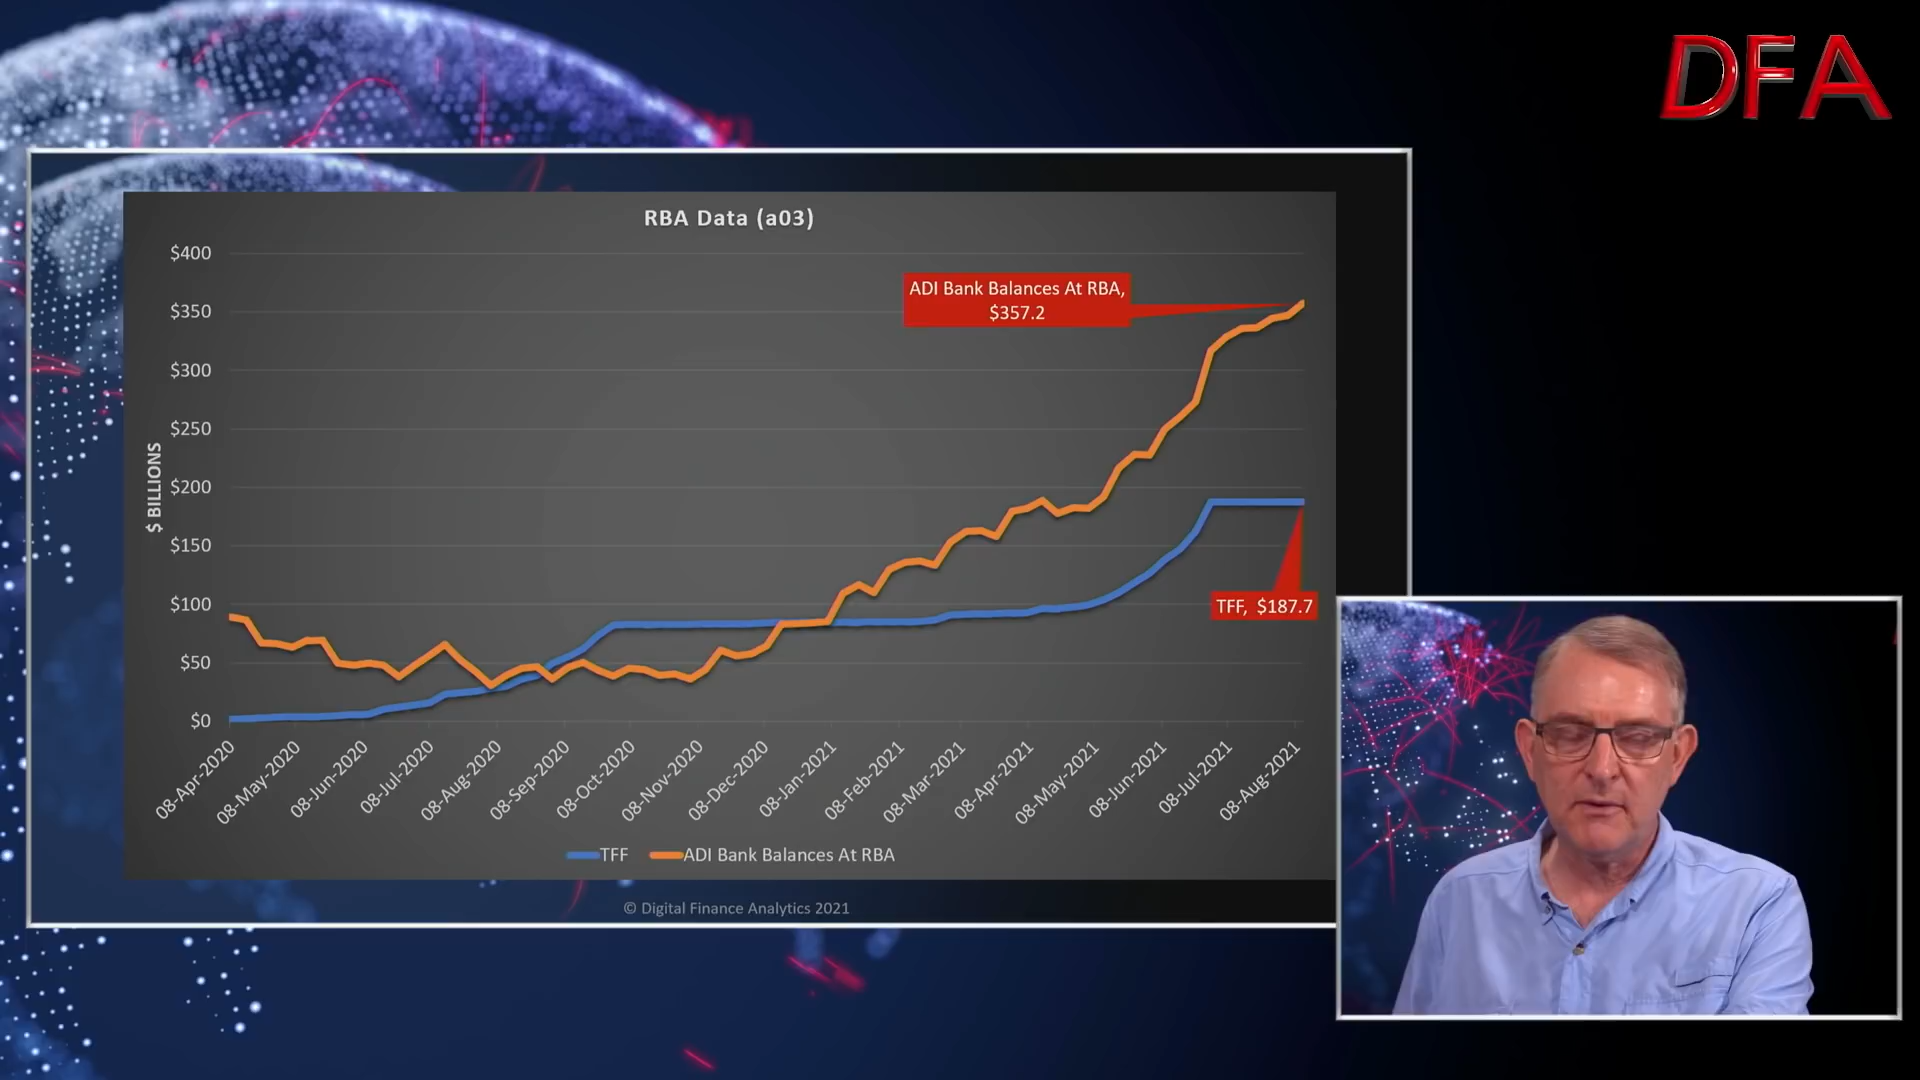 DFA
RBA Data (a03)
$400
$350
$300
$250
$200
$150
$100
$50
$0
$ BILLIONS
ADI Bank Balances At RBA,
$357.2
TFF, $187.7
08-Apr-2020
08-May-2020
08-Jun-2020
08-Jul-2020
08-Aug-2020
08-Sep-2020
08-Oct-2020
08-Nov-2020
08-Dec-2020
08-Jan-2021
08-Feb-2021
08-Mar-2021
08-Apr-2021
08-May-2021
08-Jun-2021
08-Jul-2021
08-Aug-2021
TFF
ADI Bank Balances At RBA
© Digital Finance Analytics 2021